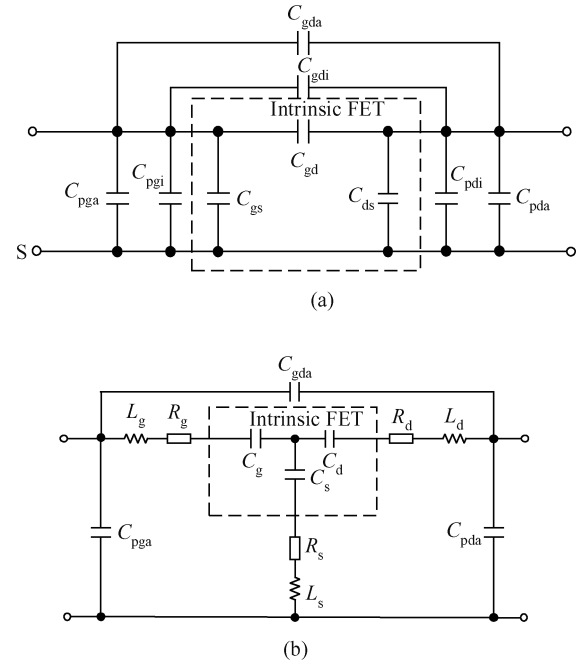 C_gda
C_gdi
Intrinsic FET
C_gd
C_pga C_pgi C_gs C_ds C_pdi C_pda
S
(a)
C_gda
L_g R_g Intrinsic FET R_d L_d
C_g C_d
C_s
C_pga C_pda
R_s
L_s
(b)